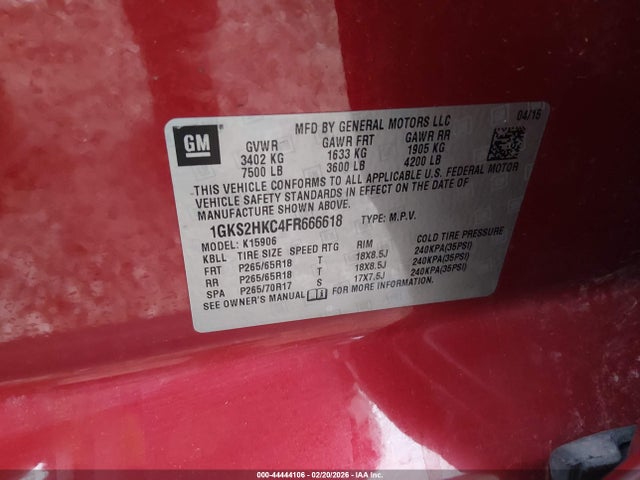 GM
MFD BY GENERAL MOTORS LLC
04/15
GVWR GAWR FRT GAWR RR
3402 KG 1633 KG 1905 KG
7500 LB 3600 LB 4200 LB
THIS VEHICLE CONFORMS TO ALL APPLICABLE U.S. FEDERAL MOTOR
VEHICLE SAFETY STANDARDS IN EFFECT ON THE DATE OF
MANUFACTURE SHOWN ABOVE.
1GKS2HKC4FR666618 TYPE: M.P.V.
MODEL: K15906
KBLL TIRE SIZE SPEED RTG RIM COLD TIRE PRESSURE
FRT P265/65R18 T 18X8.5J 240KPA(35PSI)
RR P265/65R18 T 18X8.5J 240KPA(35PSI)
SPA P265/70R17 S 17X7.5J 240KPA(35PSI)
SEE OWNER'S MANUAL FOR MORE INFORMATION.
000-44444106 - 02/20/2026 - IAA Inc.